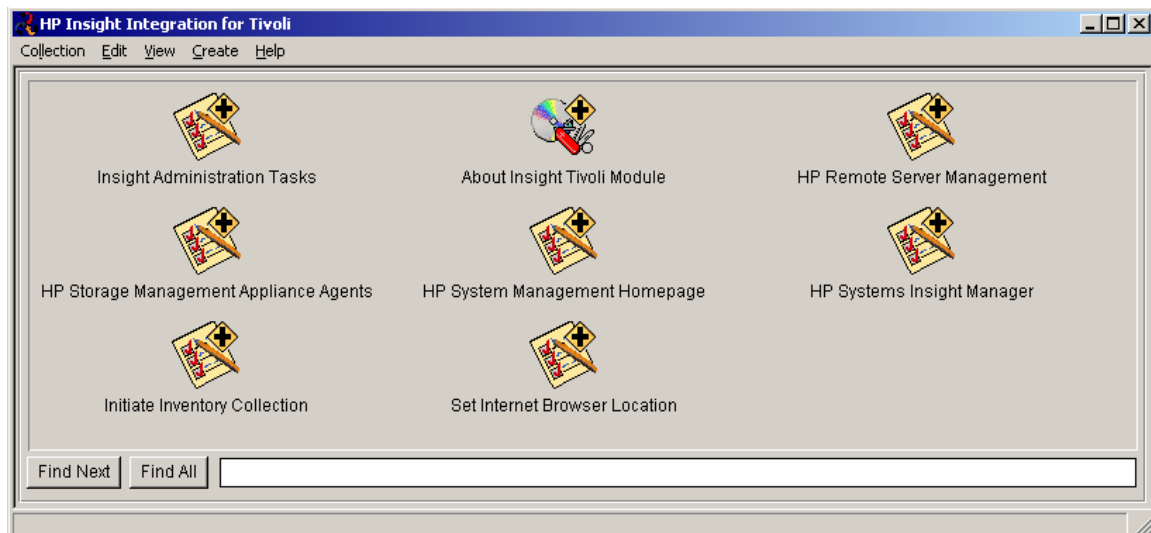 HP Insight Integration for Tivoli
Collection Edit View Create Help
Insight Administration Tasks
About Insight Tivoli Module
HP Remote Server Management
HP Storage Management Appliance Agents
HP System Management Homepage
HP Systems Insight Manager
Initiate Inventory Collection
Set Internet Browser Location
Find Next Find All